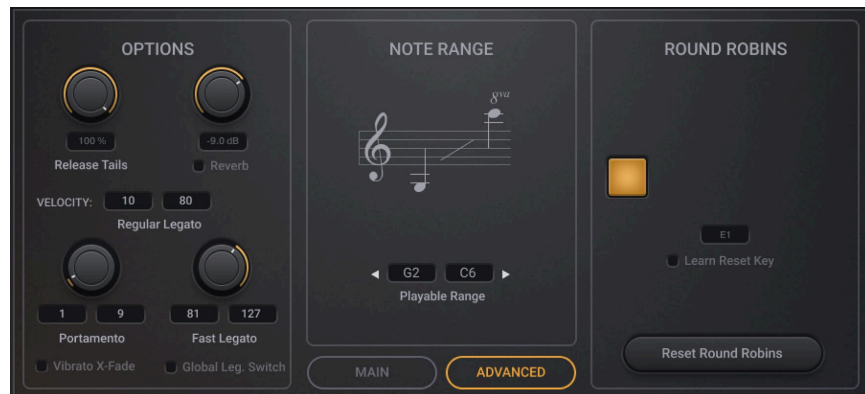 OPTIONS
100 %
-9.0 dB
Release Tails
Reverb
VELOCITY: 10 80
Regular Legato
1 9
81 127
Portamento
Fast Legato
Vibrato X-Fade
Global Leg. Switch
NOTE RANGE
8va
G2 C6
Playable Range
MAIN
ADVANCED
ROUND ROBINS
E1
Learn Reset Key
Reset Round Robins